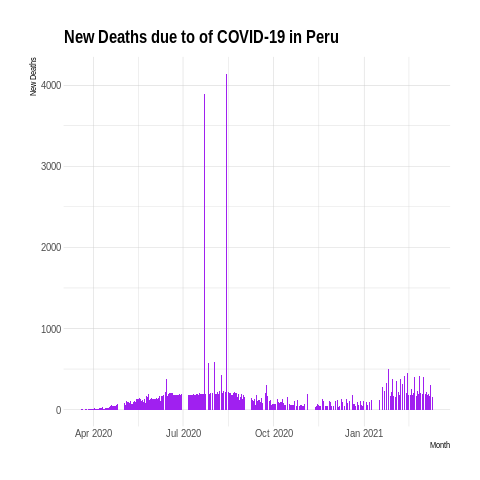 New Deaths due to of COVID-19 in Peru
New Deaths
4000
3000
2000
1000
0
Apr 2020 Jul 2020 Oct 2020 Jan 2021
Month